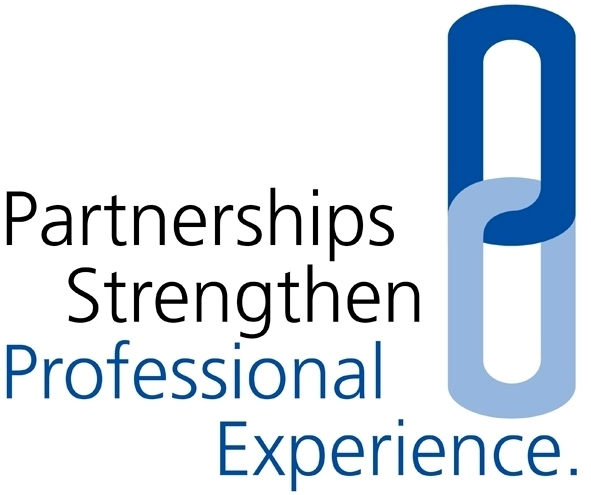 Partnerships
Strengthen
Professional
Experience.